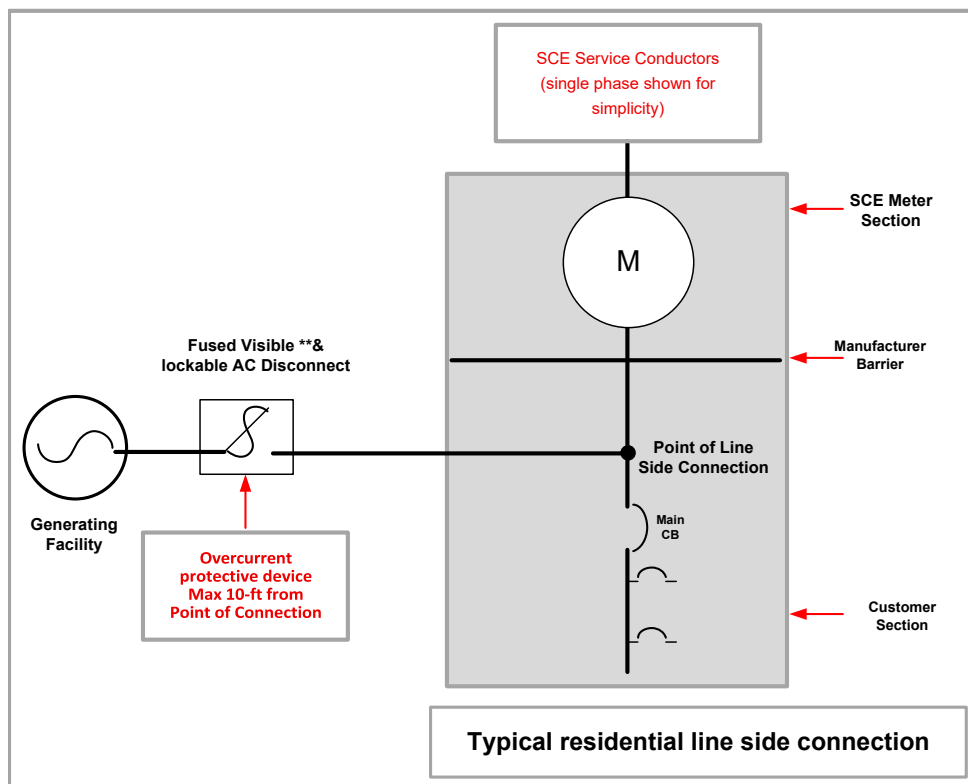 SCE Service Conductors
(single phase shown for
simplicity)
SCE Meter
Section
M
Manufacturer
Barrier
Fused Visible **&
lockable AC Disconnect
Point of Line
Side Connection
Generating
Facility
Main
CB
Overcurrent
protective device
Max 10-ft from
Point of Connection
Customer
Section
Typical residential line side connection